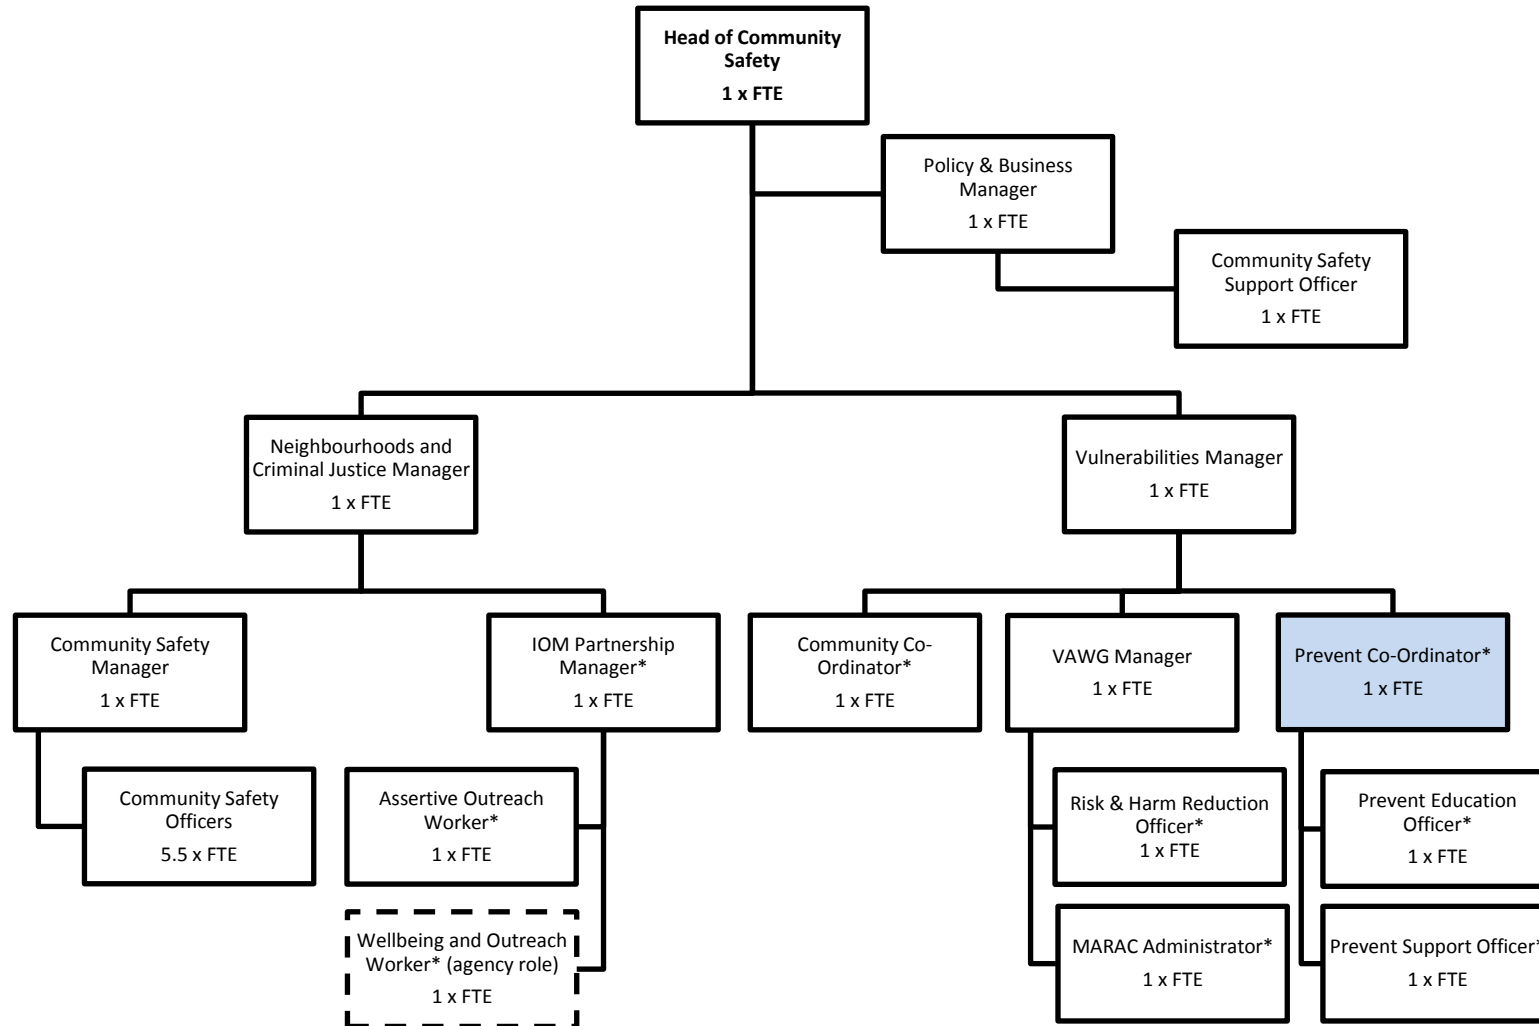 Head of Community
Safety
1 x FTE
Policy & Business
Manager
1 x FTE
Community Safety
Support Officer
1 x FTE
Neighbourhoods and
Criminal Justice Manager
1 x FTE
Vulnerabilities Manager
1 x FTE
Community Safety
Manager
1 x FTE
IOM Partnership
Manager*
1 x FTE
Community Co-
Ordinator*
1 x FTE
VAWG Manager
1 x FTE
Prevent Co-Ordinator*
1 x FTE
Community Safety
Officers
5.5 x FTE
Assertive Outreach
Worker*
1 x FTE
Risk & Harm Reduction
Officer*
1 x FTE
Prevent Education
Officer*
1 x FTE
Wellbeing and Outreach
Worker* (agency role)
1 x FTE
MARAC Administrator*
1 x FTE
Prevent Support Officer*
1 x FTE